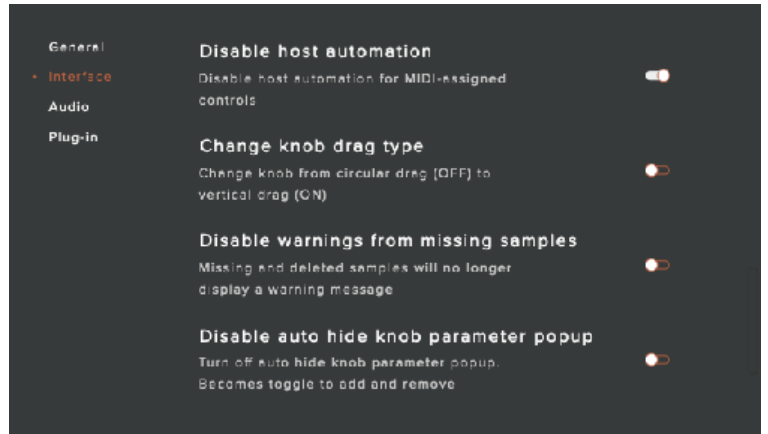 General
Interface
Audio
Plug-in
Disable host automation
Disable host automation for MIDI-assigned
controls
Change knob drag type
Change knob from circular drag (OFF) to
vertical drag (ON)
Disable warnings from missing samples
Missing and deleted samples will no longer
display a warning message
Disable auto hide knob parameter popup
Turn off auto hide knob parameter popup.
Becomes toggle to add and remove